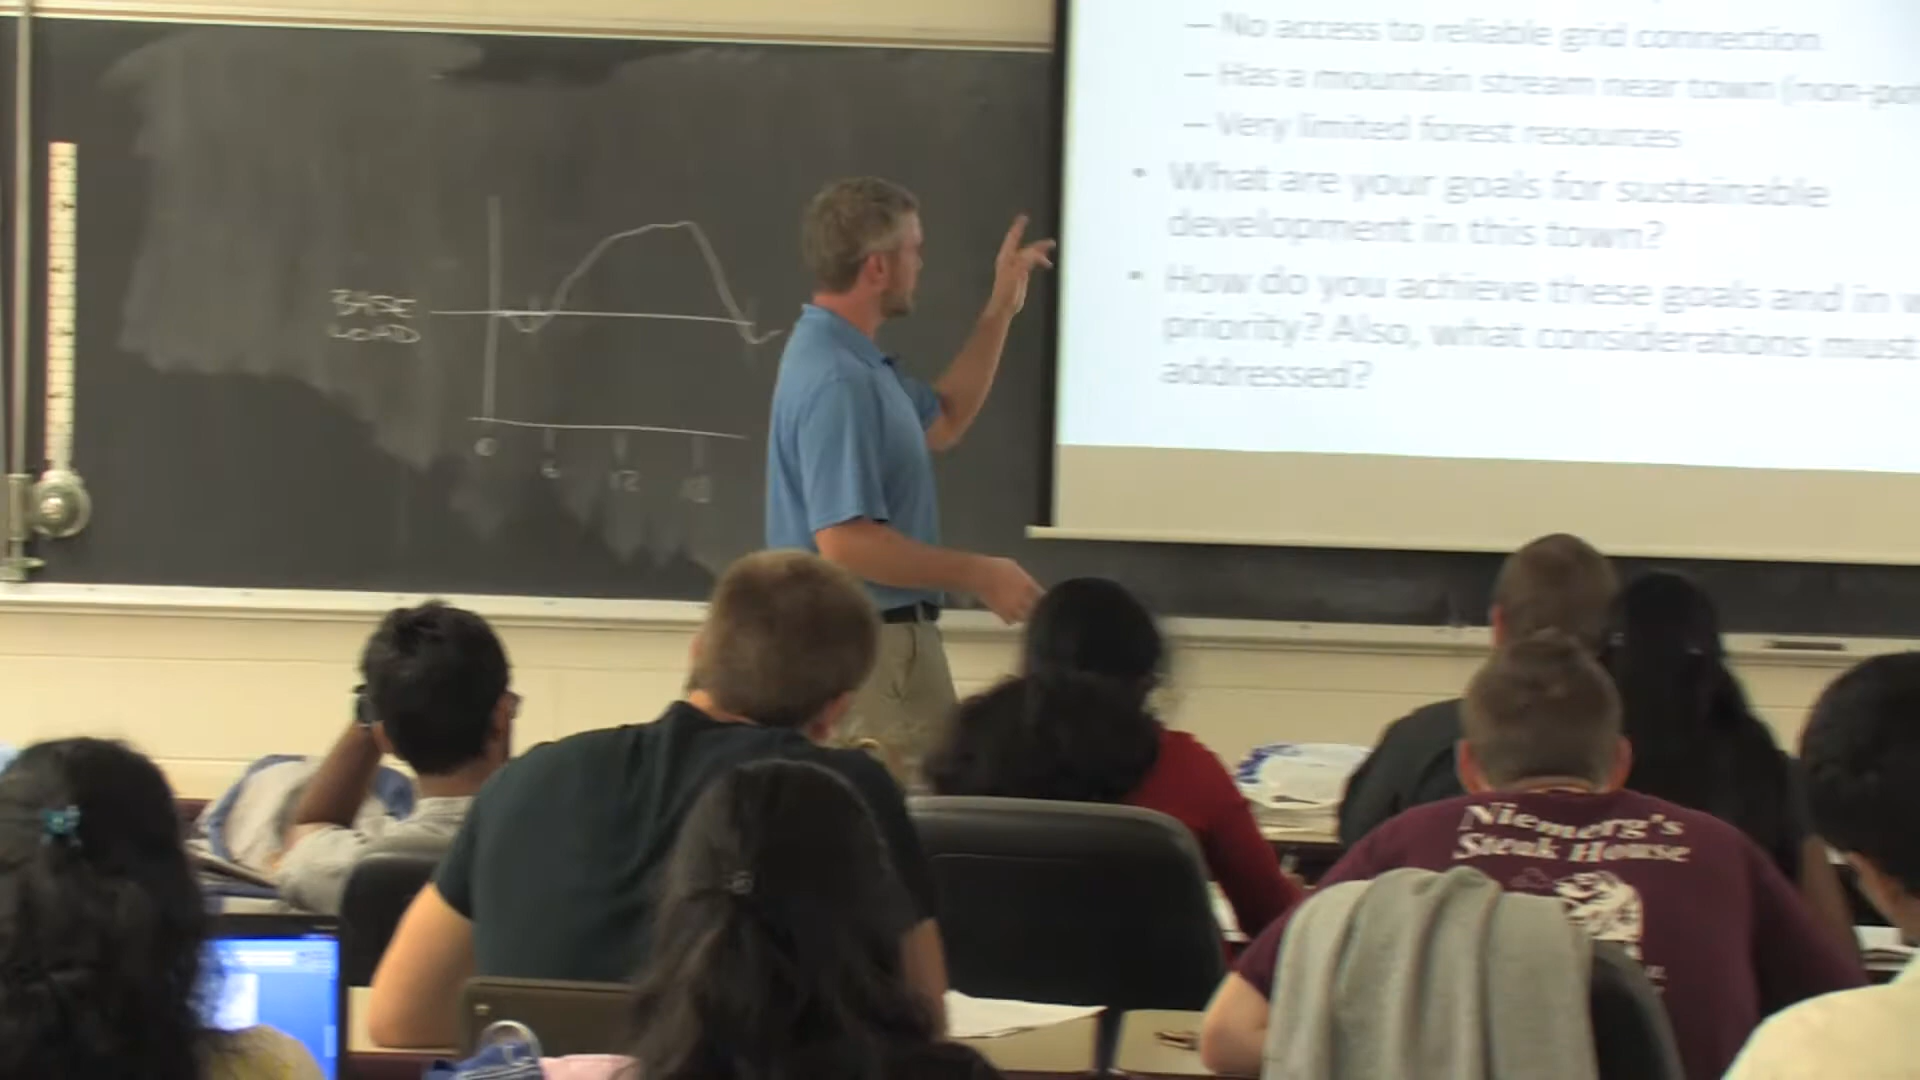 BASE
LOAD
0
6
12
18
– No access to reliable grid connection
– Has a mountain stream near town (non-pot
– Very limited forest resources
• What are your goals for sustainable
development in this town?
• How do you achieve these goals and in w
priority? Also, what considerations must
addressed?
Niemerg's
Steak House